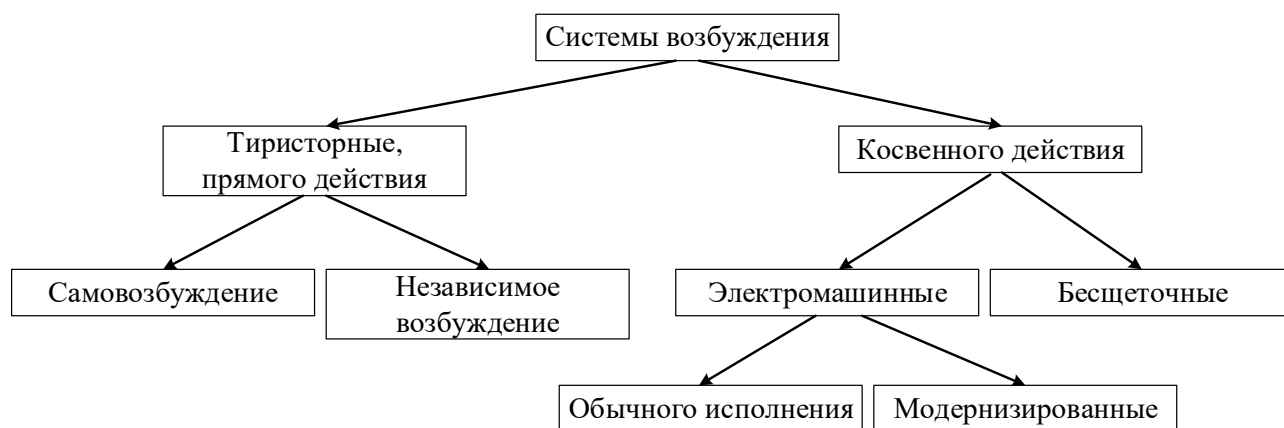 Системы возбуждения
Тиристорные,
прямого действия
Косвенного действия
Самовозбуждение
Независимое
возбуждение
Электромашинные
Бесщеточные
Обычного исполнения
Модернизированные